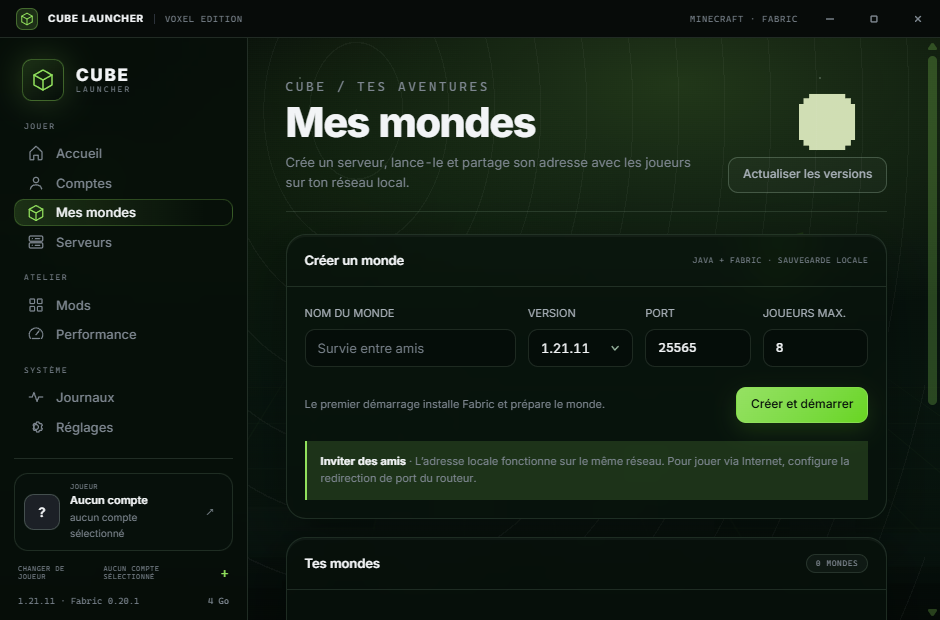 CUBE LAUNCHER
VOXEL EDITION
MINECRAFT · FABRIC
CUBE
LAUNCHER
JOUER
Accueil
Comptes
Mes mondes
Serveurs
ATELIER
Mods
Performance
SYSTÈME
Journaux
Réglages
?
JOUEUR
Aucun compte
aucun compte
sélectionné
↗
CHANGER DE
JOUEUR
AUCUN COMPTE
SÉLECTIONNÉ
+
1.21.11 · Fabric 0.20.1
4 Go
CUBE / TES AVENTURES
Mes mondes
Crée un serveur, lance-le et partage son adresse avec les joueurs
sur ton réseau local.
Actualiser les versions
Créer un monde
JAVA + FABRIC · SAUVEGARDE LOCALE
NOM DU MONDE
VERSION
PORT
JOUEURS MAX.
Survie entre amis
1.21.11
25565
8
Le premier démarrage installe Fabric et prépare le monde.
Créer et démarrer
Inviter des amis · L'adresse locale fonctionne sur le même réseau. Pour jouer via Internet, configure la
redirection de port du routeur.
Tes mondes
0 MONDES